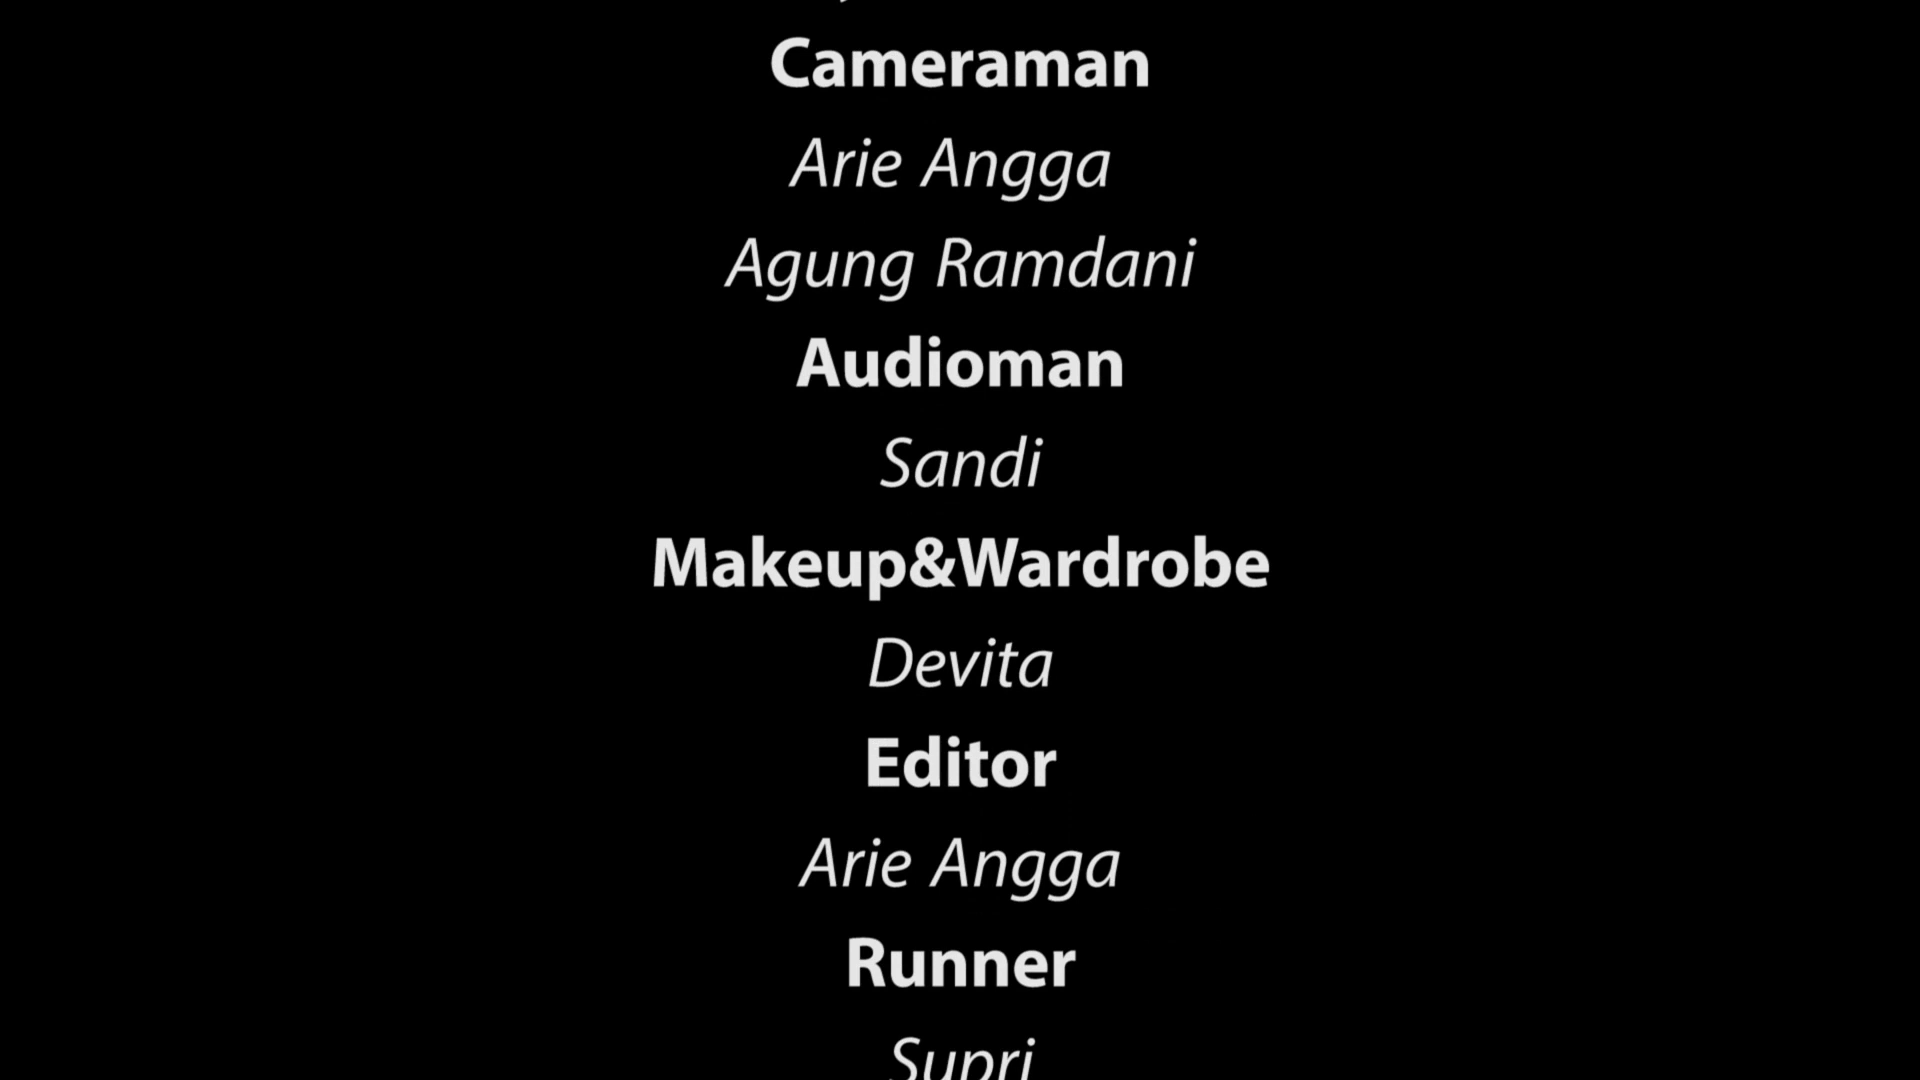 Cameraman
Arie Angga
Agung Ramdani
Audioman
Sandi
Makeup&Wardrobe
Devita
Editor
Arie Angga
Runner
Supri